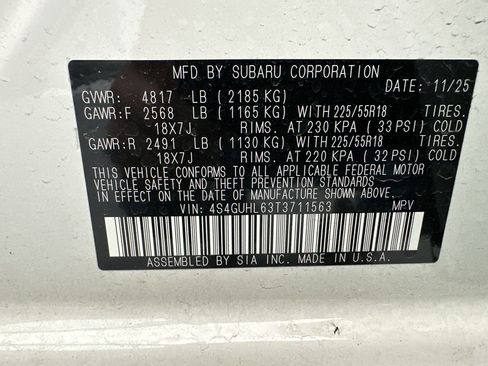 MFD BY SUBARU CORPORATION
DATE: 11/25
GVWR: 4817 LB (2185 KG)
GAWR:F 2568 LB (1165 KG) WITH 225/55R18 TIRES.
18X7J RIMS. AT 230 KPA (33 PSI) COLD
GAWR:R 2491 LB (1130 KG) WITH 225/55R18 TIRES.
18X7J RIMS. AT 220 KPA (32 PSI) COLD
THIS VEHICLE CONFORMS TO ALL APPLICABLE FEDERAL MOTOR
VEHICLE SAFETY AND THEFT PREVENTION STANDARDS
IN EFFECT ON THE DATE OF MANUFACTURE SHOWN ABOVE.
VIN: 4S4GUHL63T3711563 MPV
ASSEMBLED BY SIA INC. MADE IN U.S.A.